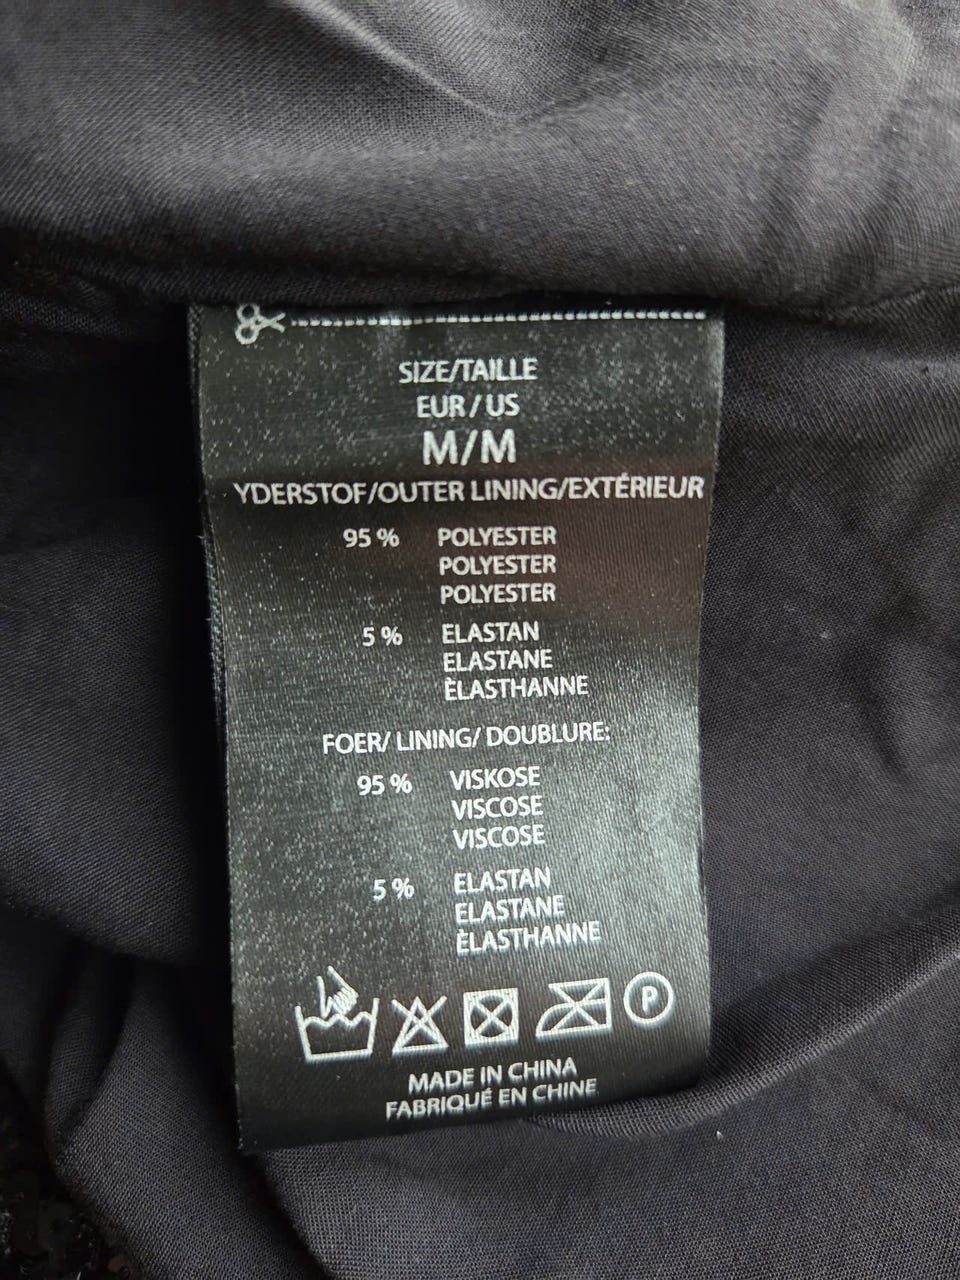 SIZE/TAILLE
EUR / US
M/M
YDERSTOF/OUTER LINING/EXTÉRIEUR
95 % POLYESTER
POLYESTER
POLYESTER
5 % ELASTAN
ELASTANE
ÈLASTHANNE
FOER/ LINING/ DOUBLURE:
95 % VISKOSE
VISCOSE
VISCOSE
5 % ELASTAN
ELASTANE
ÈLASTHANNE
P
MADE IN CHINA
FABRIQUÉ EN CHINE